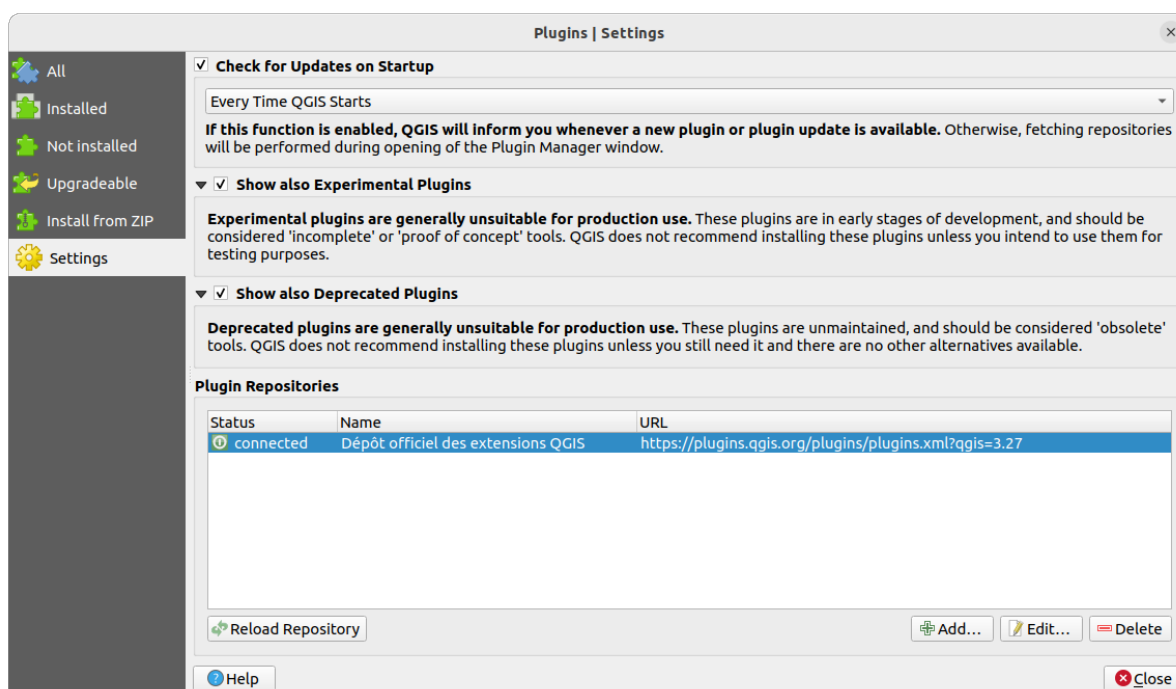 Plugins | Settings
All
Installed
Not installed
Upgradeable
Install from ZIP
Settings
Check for Updates on Startup
Every Time QGIS Starts
If this function is enabled, QGIS will inform you whenever a new plugin or plugin update is available. Otherwise, fetching repositories
will be performed during opening of the Plugin Manager window.
Show also Experimental Plugins
Experimental plugins are generally unsuitable for production use. These plugins are in early stages of development, and should be
considered 'incomplete' or 'proof of concept' tools. QGIS does not recommend installing these plugins unless you intend to use them for
testing purposes.
Show also Deprecated Plugins
Deprecated plugins are generally unsuitable for production use. These plugins are unmaintained, and should be considered 'obsolete'
tools. QGIS does not recommend installing these plugins unless you still need it and there are no other alternatives available.
Plugin Repositories
Status Name URL
connected Dépôt officiel des extensions QGIS https://plugins.qgis.org/plugins/plugins.xml?qgis=3.27
Reload Repository Add... Edit... Delete
Help Close